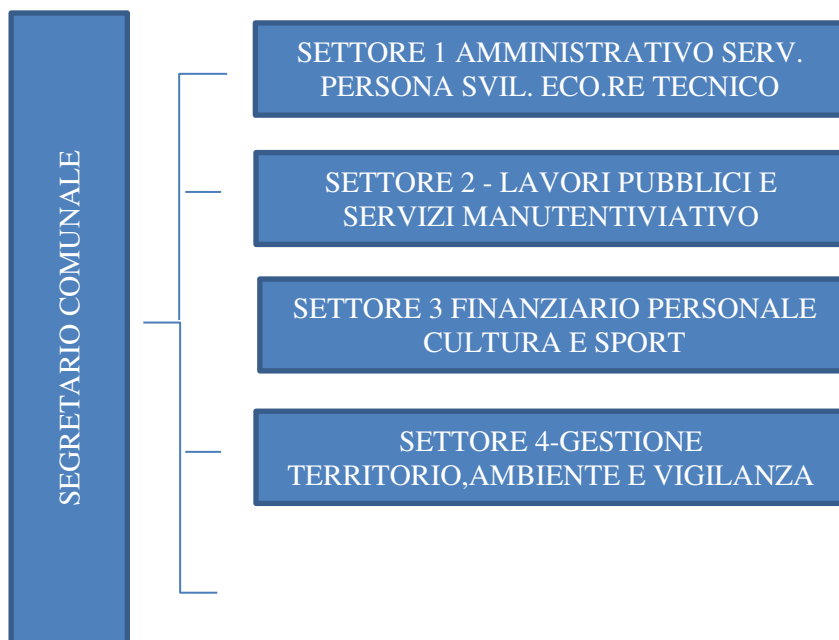 SEGRETARIO COMUNALE
SETTORE 1 AMMINISTRATIVO SERV.
PERSONA SVIL. ECO.RE TECNICO
SETTORE 2 - LAVORI PUBBLICI E
SERVIZI MANUTENTIVIATIVO
SETTORE 3 FINANZIARIO PERSONALE
CULTURA E SPORT
SETTORE 4-GESTIONE
TERRITORIO,AMBIENTE E VIGILANZA